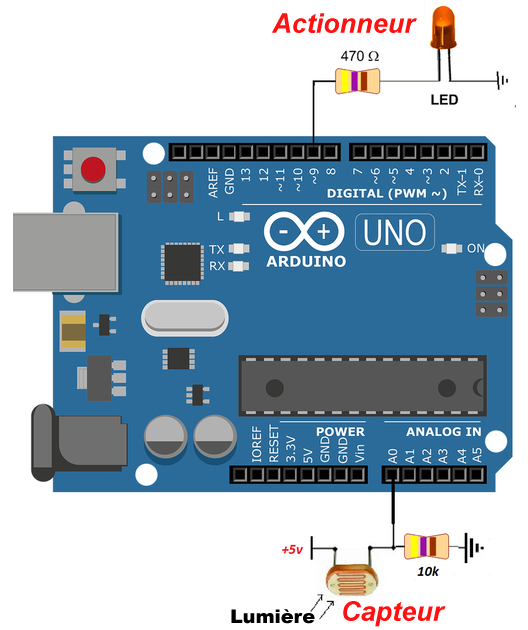 Actionneur
470 Ω
LED
AREF
GND
13
12
~11
~10
~9
8
7
~6
~5
4
~3
2
TX-1
RX-0
DIGITAL (PWM ~)
L
TX
RX
ARDUINO
UNO
ON
POWER
ANALOG IN
IOREF
RESET
3.3V
5V
GND
GND
Vin
A0
A1
A2
A3
A4
A5
+5v
10k
Lumière
Capteur